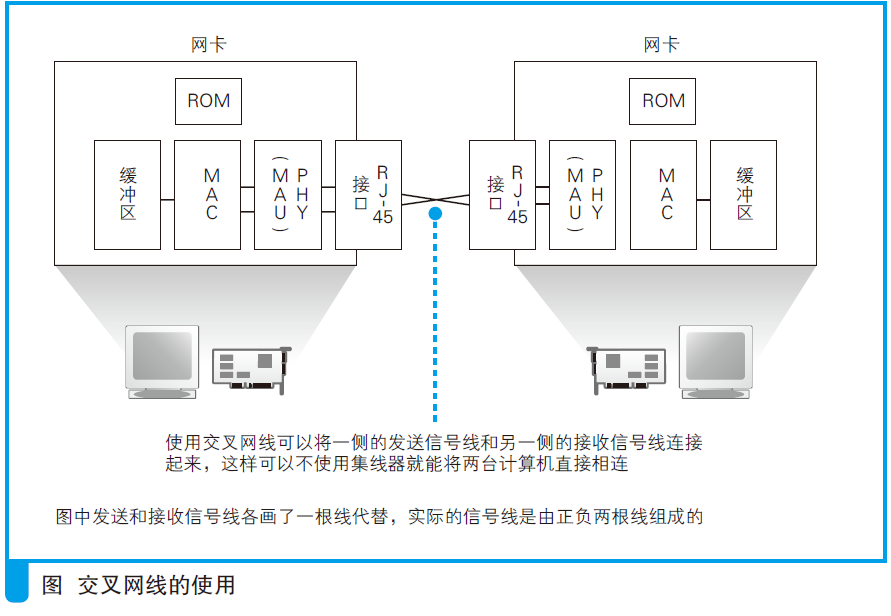 网卡
网卡
ROM
ROM
缓冲区
MAC
PHY
(MAU)
RJ-45
接口
RJ-45
接口
PHY
(MAU)
MAC
缓冲区
使用交叉网线可以将一侧的发送信号线和另一侧的接收信号线连接
起来，这样可以不使用集线器就能将两台计算机直接相连
图中发送和接收信号线各画了一根线代替，实际的信号线是由正负两根线组成的
图 交叉网线的使用